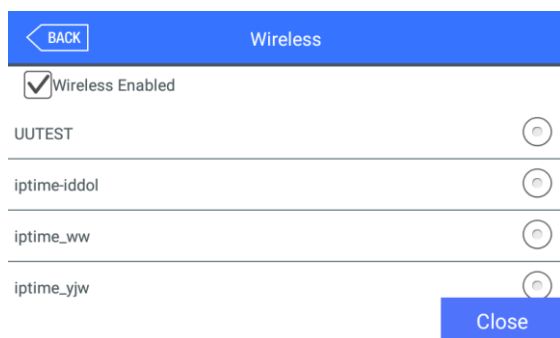 BACK
Wireless
Wireless Enabled
UUTEST
iptime-iddol
iptime_ww
iptime_yjw
Close